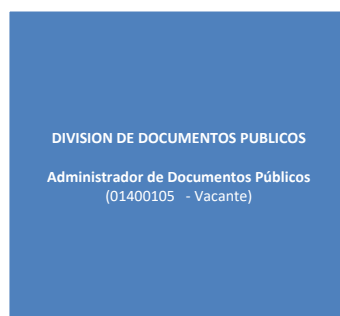 DIVISION DE DOCUMENTOS PUBLICOS
Administrador de Documentos Públicos
(01400105 - Vacante)